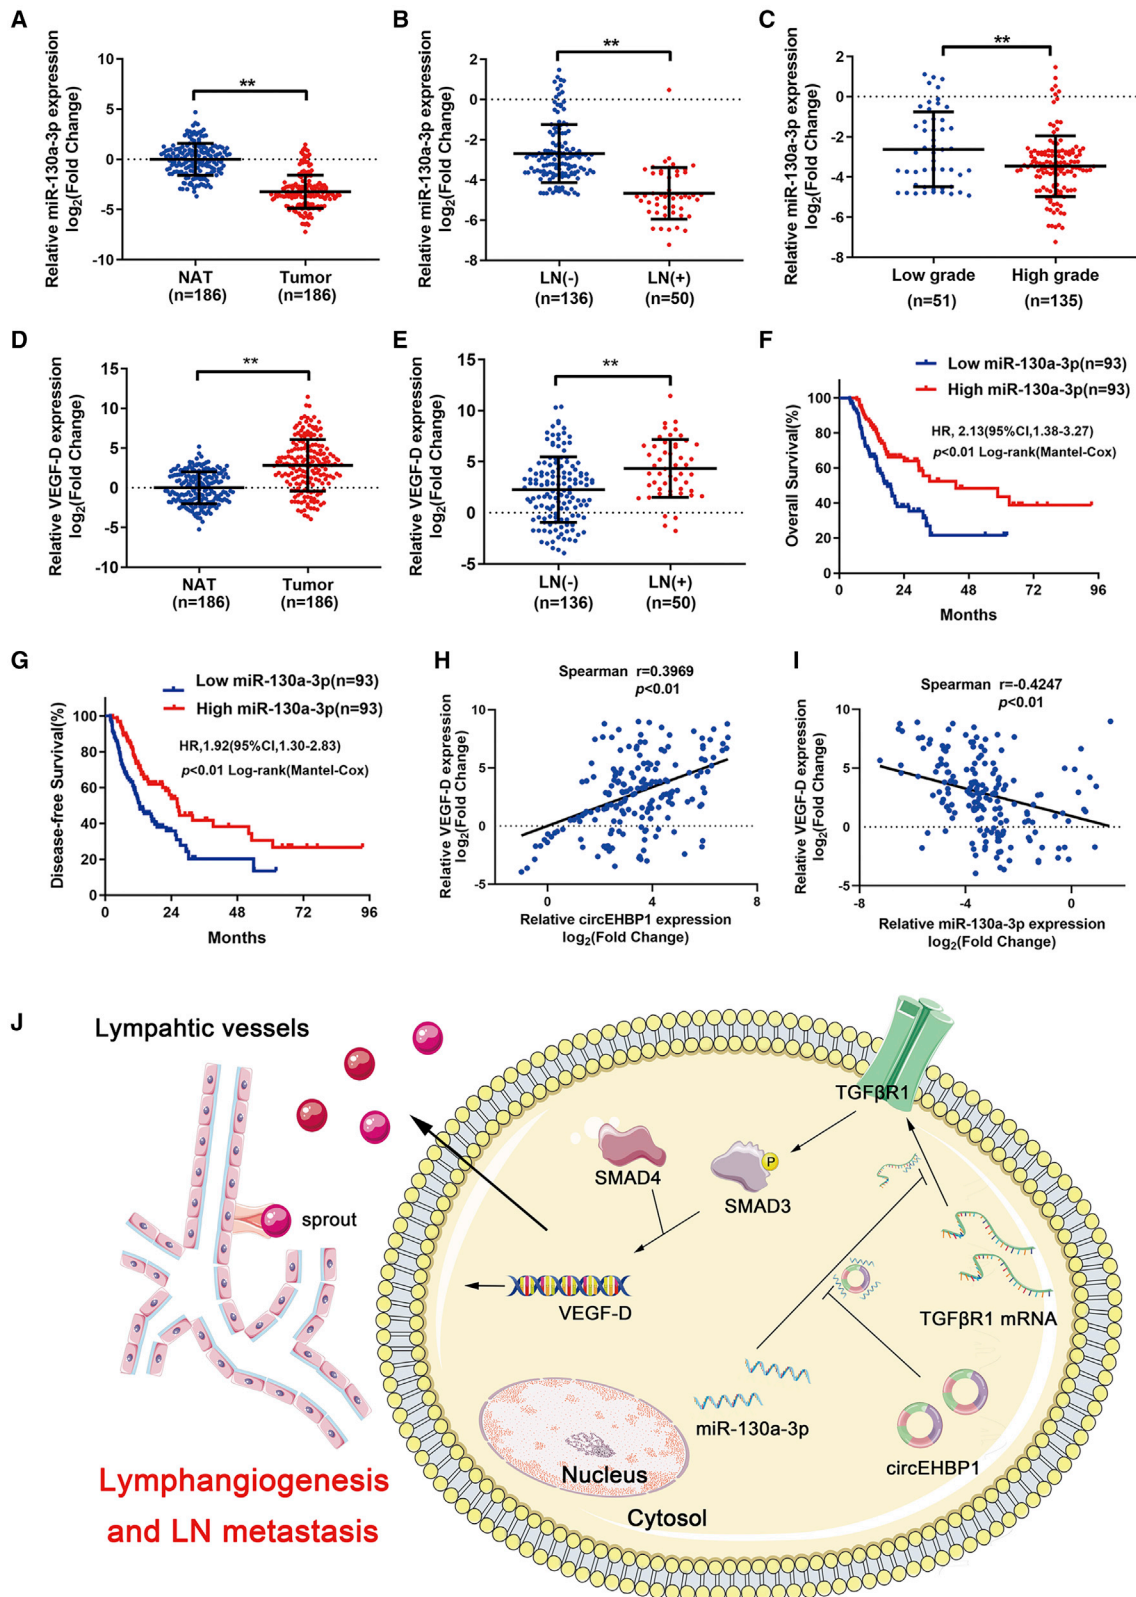 A
Relative miR-130a-3p expression
log2(Fold Change)
10
5
0
-5
-10
**
NAT
(n=186)
Tumor
(n=186)
B
Relative miR-130a-3p expression
log2(Fold Change)
2
0
-2
-4
-6
-8
**
LN(-)
(n=136)
LN(+)
(n=50)
C
Relative miR-130a-3p expression
log2(Fold Change)
2
0
-2
-4
-6
-8
**
Low grade
(n=51)
High grade
(n=135)
D
Relative VEGF-D expression
log2(Fold Change)
15
10
5
0
-5
-10
**
NAT
(n=186)
Tumor
(n=186)
E
Relative VEGF-D expression
log2(Fold Change)
15
10
5
0
-5
**
LN(-)
(n=136)
LN(+)
(n=50)
F
Low miR-130a-3p(n=93)
High miR-130a-3p(n=93)
HR, 2.13(95%CI,1.38-3.27)
p<0.01 Log-rank(Mantel-Cox)
Overall Survival(%)
100
80
60
40
20
0
0 24 48 72 96
Months
G
Low miR-130a-3p(n=93)
High miR-130a-3p(n=93)
HR,1.92(95%CI,1.30-2.83)
p<0.01 Log-rank(Mantel-Cox)
Disease-free Survival(%)
100
80
60
40
20
0
0 24 48 72 96
Months
H
Spearman r=0.3969
p<0.01
Relative VEGF-D expression
log2(Fold Change)
10
5
0
-5
0 4 8
Relative circEHBP1 expression
log2(Fold Change)
I
Spearman r=-0.4247
p<0.01
Relative VEGF-D expression
log2(Fold Change)
10
5
0
-5
-8 -4 0
Relative miR-130a-3p expression
log2(Fold Change)
J
Lympahtic vessels
sprout
Lymphangiogenesis
and LN metastasis
TGFβR1
SMAD4
P
SMAD3
VEGF-D
TGFβR1 mRNA
miR-130a-3p
circEHBP1
Nucleus
Cytosol